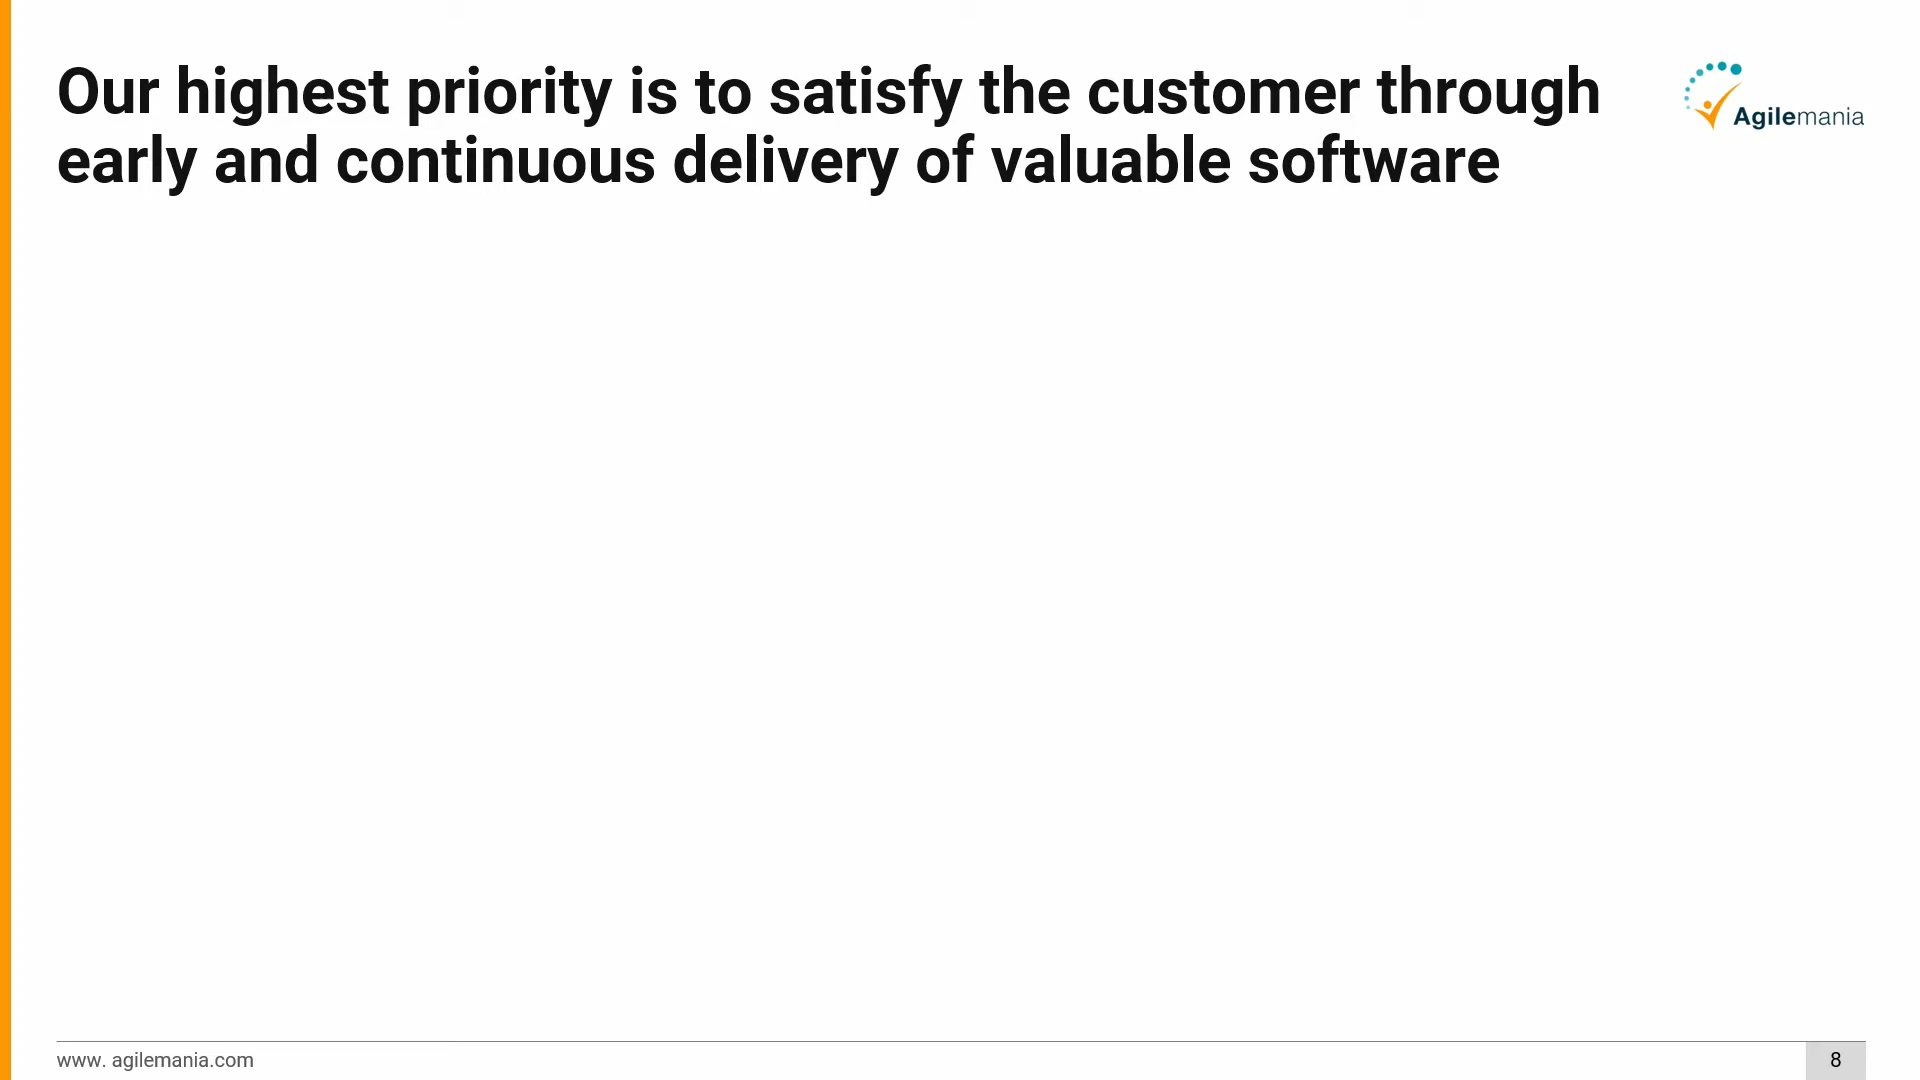 Our highest priority is to satisfy the customer through
early and continuous delivery of valuable software
Agilemania
www. agilemania.com
8